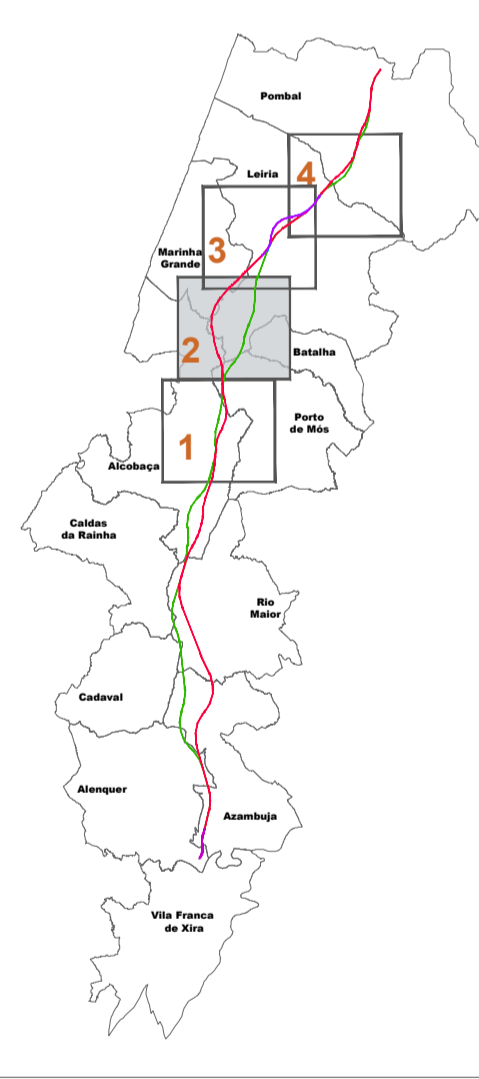 Pombal
Leiria
4
Marinha
Grande
3
2
Batalha
Porto
de Mós
1
Alcobaça
Caldas
da Rainha
Rio
Maior
Cadaval
Alenquer
Azambuja
Vila Franca
de Xira